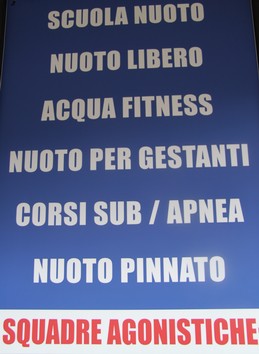 SCUOLA NUOTO
NUOTO LIBERO
ACQUA FITNESS
NUOTO PER GESTANTI
CORSI SUB / APNEA
NUOTO PINNATO
SQUADRE AGONISTICHE